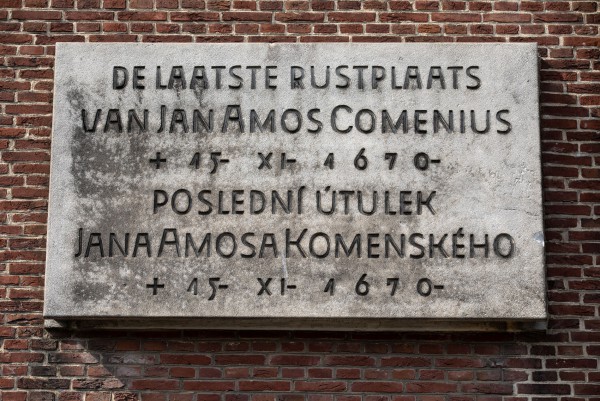 DE LAATSTE RUSTPLAATS
VAN JAN AMOS COMENIUS
+ 15- XI- 1670-
POSLEDNÍ ÚTULEK
JANA AMOSA KOMENSKÉHO
+ 15- XI- 1670-